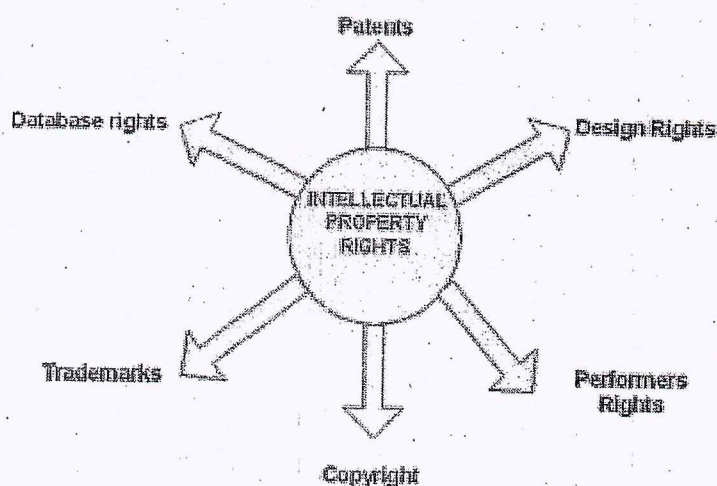 Patents
Database rights
Design Rights
INTELLECTUAL
PROPERTY
RIGHTS
Trademarks
Performers
Rights
Copyright